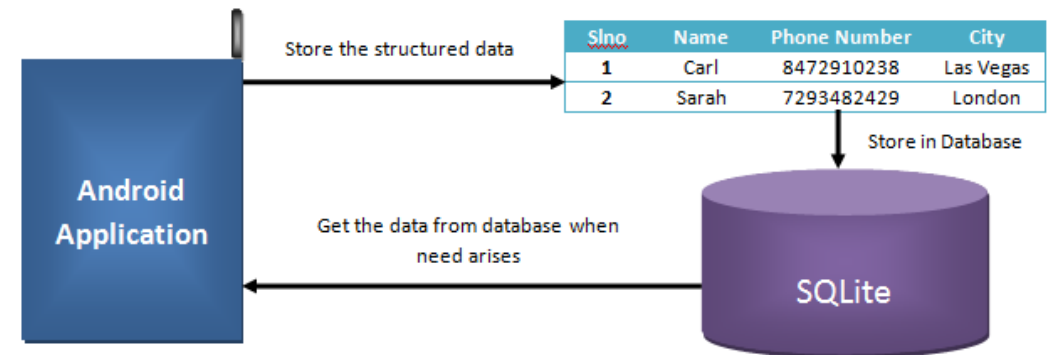 Store the structured data
Slno Name Phone Number City
1 Carl 8472910238 Las Vegas
2 Sarah 7293482429 London
Store in Database
Android
Application
Get the data from database when
need arises
SQLite